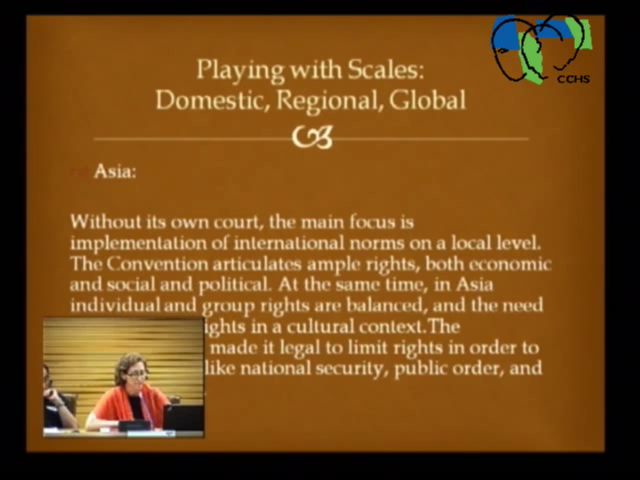 CCHS
Playing with Scales:
Domestic, Regional, Global
Asia:
Without its own court, the main focus is
implementation of international norms on a local level.
The Convention articulates ample rights, both economic
and social and political. At the same time, in Asia
individual and group rights are balanced, and the need
ights in a cultural context.The
made it legal to limit rights in order to
like national security, public order, and